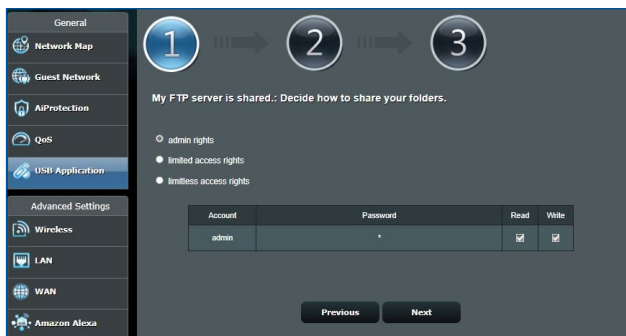 General
Network Map
Guest Network
AiProtection
QoS
USB Application
Advanced Settings
Wireless
LAN
WAN
Amazon Alexa
1 2 3
My FTP server is shared.: Decide how to share your folders.
admin rights
limited access rights
limitless access rights
Account Password Read Write
admin *
Previous Next